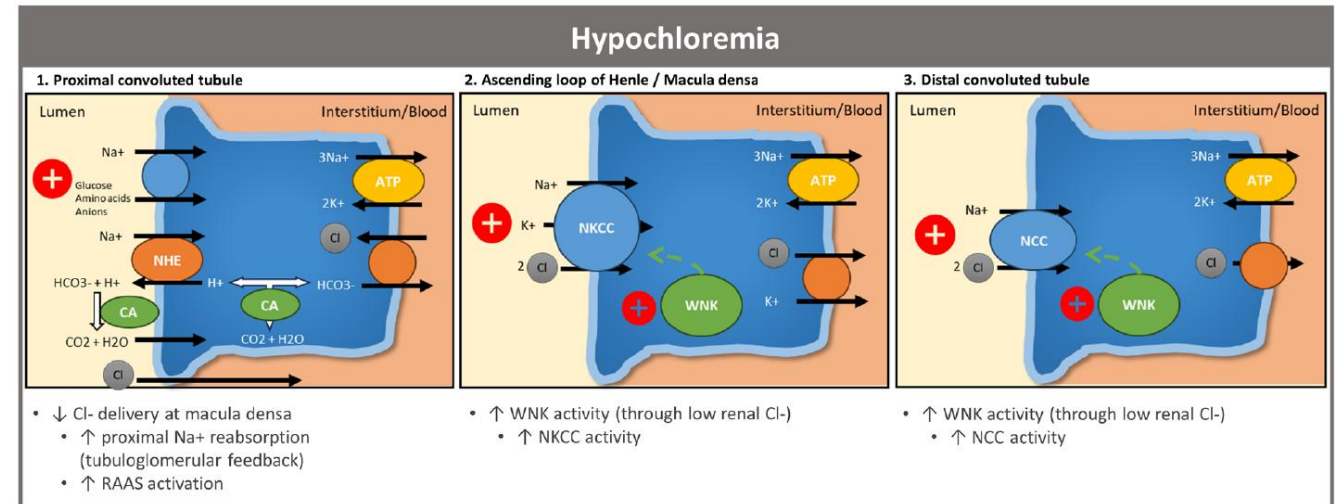 Hypochloremia
1. Proximal convoluted tubule
Lumen
Interstitium/Blood
Na+
+
Glucose
Aminoacids
Anions
3Na+
ATP
2K+
Cl
Na+
NHE
HCO3- + H+
H+
HCO3-
CA
CA
CO2 + H2O
CO2 + H2O
Cl
• ↓ Cl- delivery at macula densa
• ↑ proximal Na+ reabsorption
(tubuloglomerular feedback)
• ↑ RAAS activation
2. Ascending loop of Henle / Macula densa
Lumen
Interstitium/Blood
3Na+
ATP
2K+
Na+
+
K+
NKCC
2 Cl
Cl
+
WNK
K+
• ↑ WNK activity (through low renal Cl-)
• ↑ NKCC activity
3. Distal convoluted tubule
Lumen
Interstitium/Blood
3Na+
ATP
2K+
Na+
+
NCC
2 Cl
Cl
+
WNK
• ↑ WNK activity (through low renal Cl-)
• ↑ NCC activity